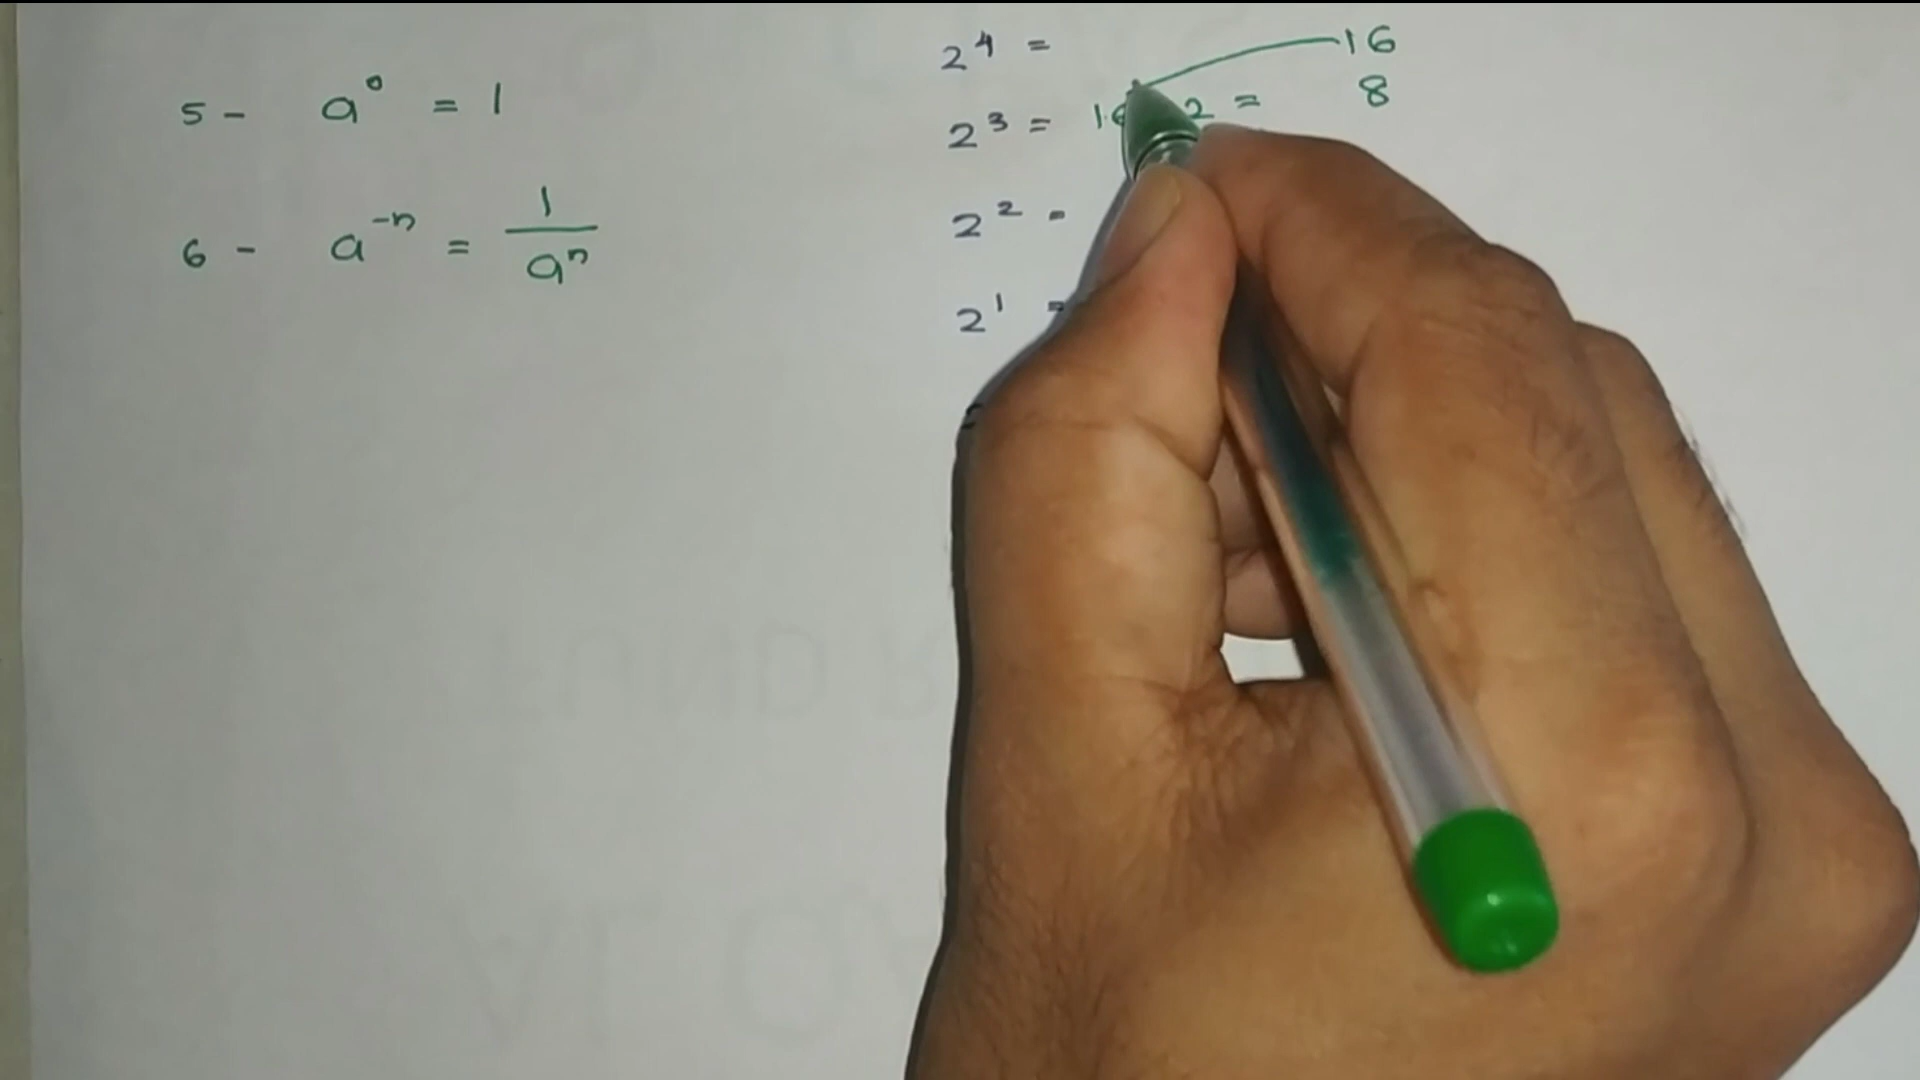 5 - a⁰ = 1
6 - a⁻ⁿ = 1/aⁿ
2⁴ = 16
2³ = 16 2 = 8
2² =
2¹ =
=